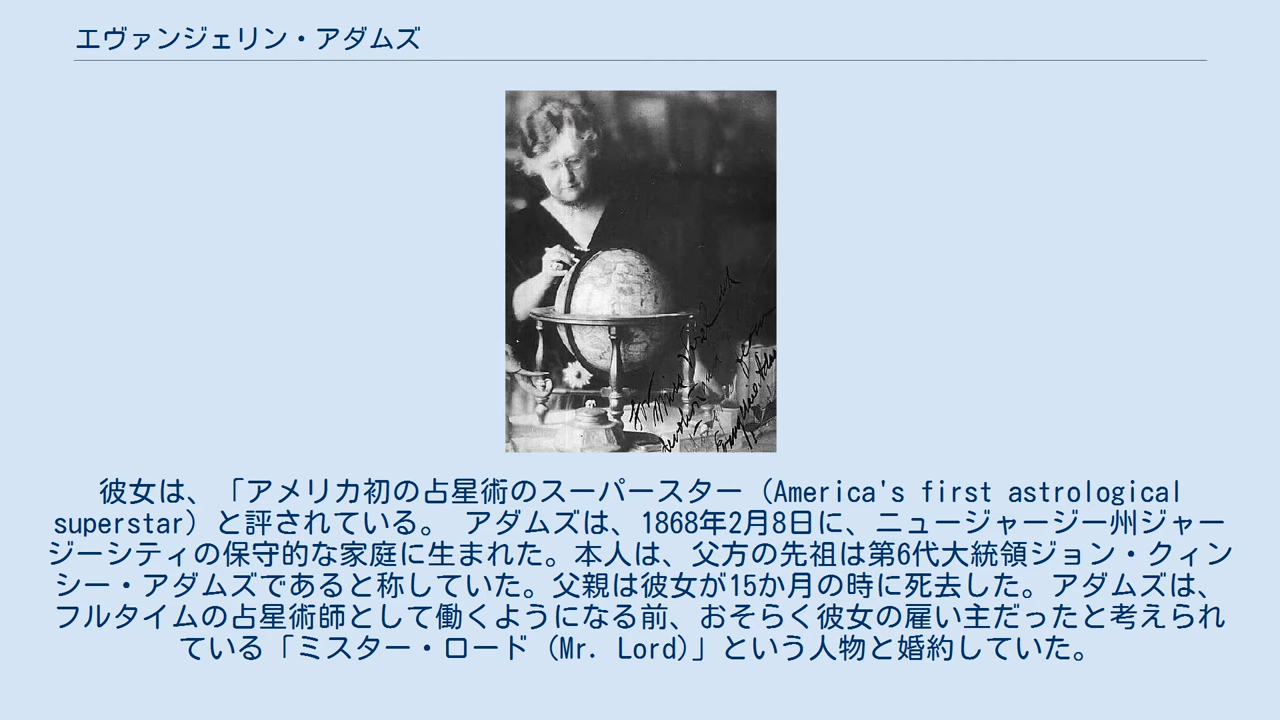 エヴァンジェリン・アダムズ
彼女は、「アメリカ初の占星術のスーパースター（America's first astrological
superstar）と評されている。 アダムズは、1868年2月8日に、ニュージャージー州ジャー
ジーシティの保守的な家庭に生まれた。本人は、父方の先祖は第6代大統領ジョン・クィン
シー・アダムズであると称していた。父親は彼女が15か月の時に死去した。アダムズは、
フルタイムの占星術師として働くようになる前、おそらく彼女の雇い主だったと考えられ
ている「ミスター・ロード（Mr. Lord)」という人物と婚約していた。